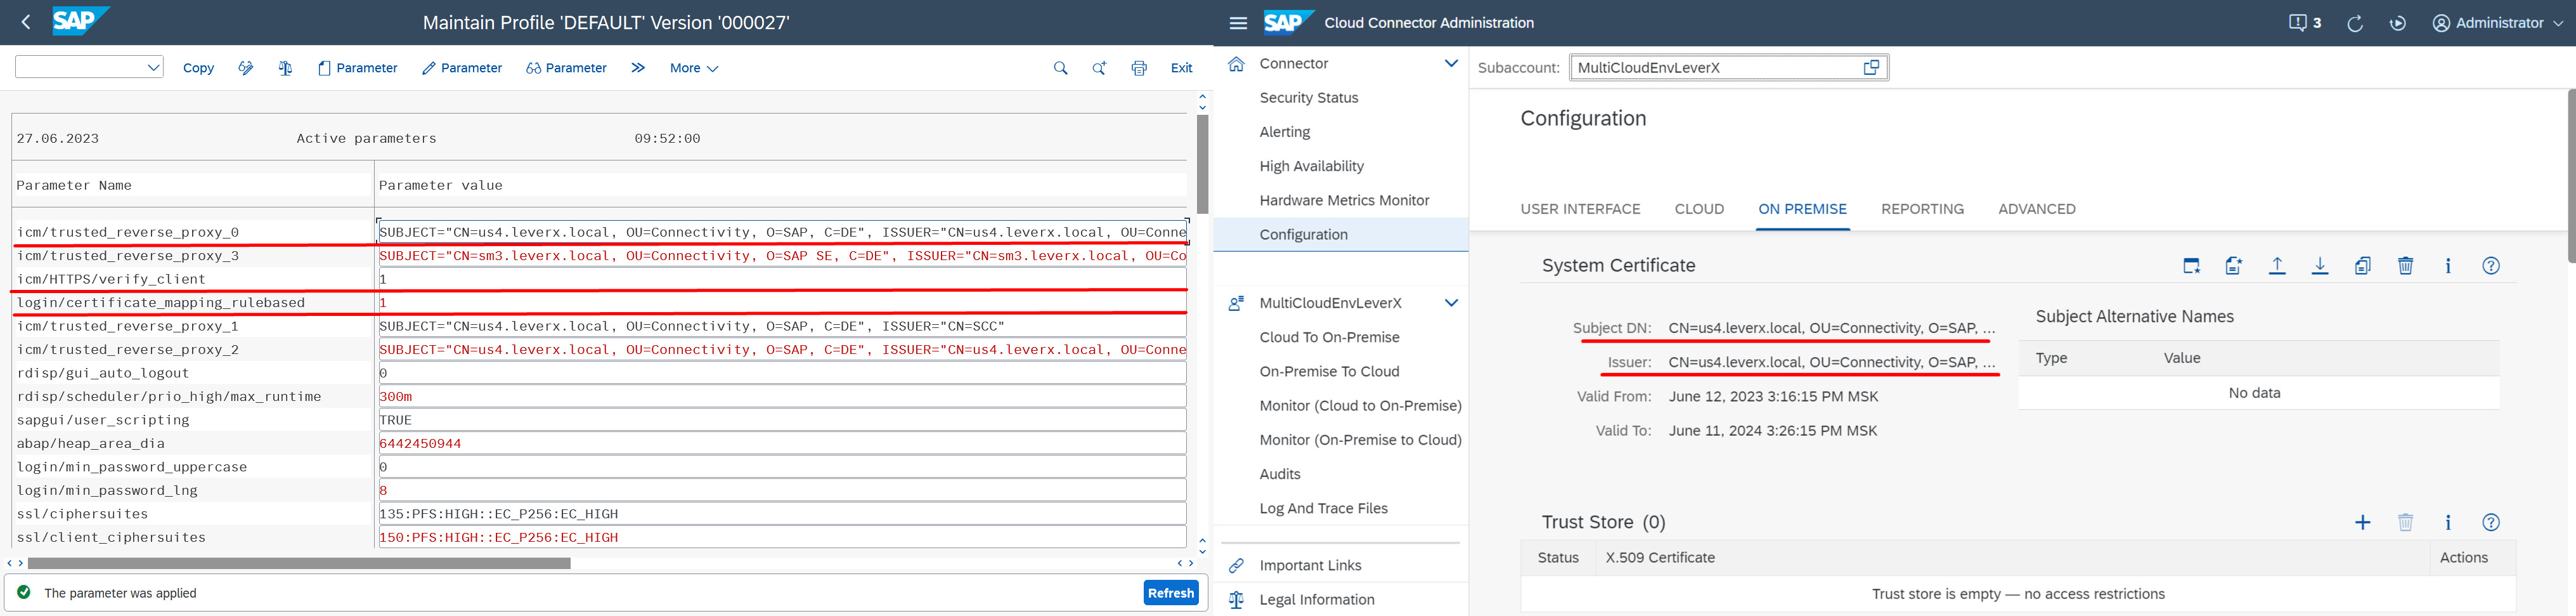 SAP
Maintain Profile 'DEFAULT' Version '000027'
Copy
Parameter
Parameter
Parameter
More
Exit
27.06.2023 Active parameters 09:52:00
Parameter Name Parameter value
icm/trusted_reverse_proxy_0 SUBJECT="CN=us4.leverx.local, OU=Connectivity, O=SAP, C=DE", ISSUER="CN=us4.leverx.local, OU=Conne
icm/trusted_reverse_proxy_3 SUBJECT="CN=sm3.leverx.local, OU=Connectivity, O=SAP SE, C=DE", ISSUER="CN=sm3.leverx.local, OU=Co
icm/HTTPS/verify_client 1
login/certificate_mapping_rulebased 1
icm/trusted_reverse_proxy_1 SUBJECT="CN=us4.leverx.local, OU=Connectivity, O=SAP, C=DE", ISSUER="CN=SCC"
icm/trusted_reverse_proxy_2 SUBJECT="CN=us4.leverx.local, OU=Connectivity, O=SAP, C=DE", ISSUER="CN=us4.leverx.local, OU=Conne
rdisp/gui_auto_logout 0
rdisp/scheduler/prio_high/max_runtime 300m
sapgui/user_scripting TRUE
abap/heap_area_dia 6442450944
login/min_password_uppercase 0
login/min_password_lng 8
ssl/ciphersuites 135:PFS:HIGH::EC_P256:EC_HIGH
ssl/client_ciphersuites 150:PFS:HIGH::EC_P256:EC_HIGH
The parameter was applied
Refresh
SAP
Cloud Connector Administration
3
Administrator
Connector
Security Status
Alerting
High Availability
Hardware Metrics Monitor
Configuration
MultiCloudEnvLeverX
Cloud To On-Premise
On-Premise To Cloud
Monitor (Cloud to On-Premise)
Monitor (On-Premise to Cloud)
Audits
Log And Trace Files
Important Links
Legal Information
Subaccount: MultiCloudEnvLeverX
Configuration
USER INTERFACE CLOUD ON PREMISE REPORTING ADVANCED
System Certificate
Subject DN: CN=us4.leverx.local, OU=Connectivity, O=SAP, ...
Issuer: CN=us4.leverx.local, OU=Connectivity, O=SAP, ...
Valid From: June 12, 2023 3:16:15 PM MSK
Valid To: June 11, 2024 3:26:15 PM MSK
Subject Alternative Names
Type Value
No data
Trust Store (0)
Status X.509 Certificate Actions
Trust store is empty — no access restrictions